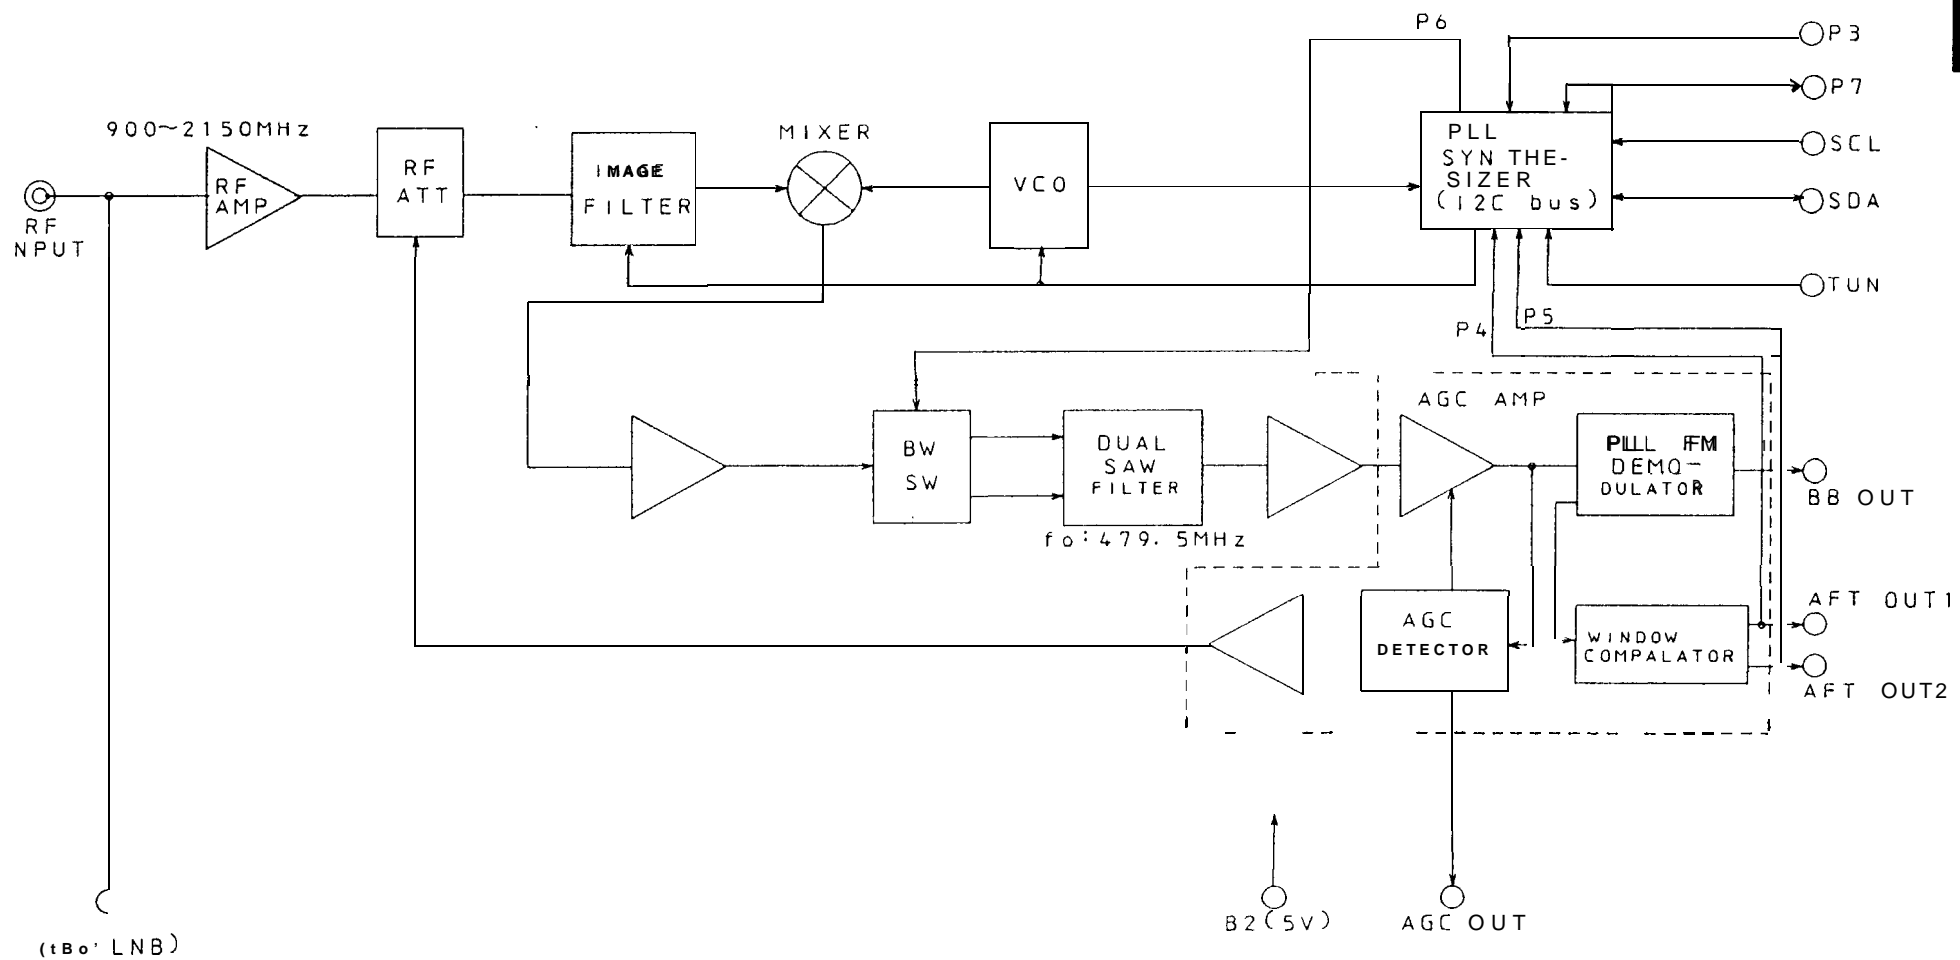 P6
P3
P7
900~2150MHz
MIXER
RF
AMP
RF
ATT
IMAGE
FILTER
VCO
PLL
SYN THE-
SIZER
(I2C bus)
SCL
SDA
RF
NPUT
TUN
P4
P5
AGC AMP
BW
SW
DUAL
SAW
FILTER
fo:479.5MHz
PLL FM
DEMO-
DULATOR
BB OUT
AGC
DETECTOR
WINDOW
COMPALATOR
AFT OUT1
AFT OUT2
B2(5V)
AGC OUT
(tBo' LNB)